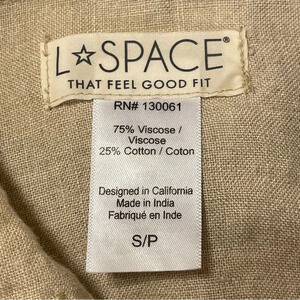 L☆SPACE®
THAT FEEL GOOD FIT
RN# 130061
75% Viscose /
Viscose
25% Cotton / Coton
Designed in California
Made in India
Fabriqué en Inde
S/P